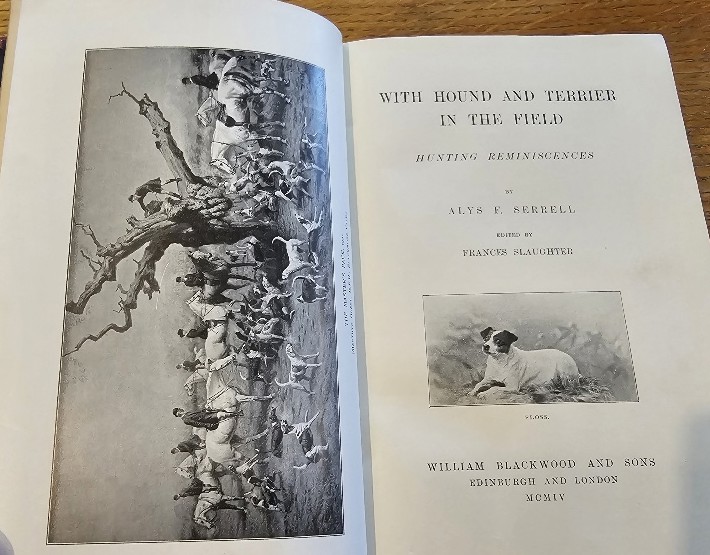 WITH HOUND AND TERRIER
IN THE FIELD
HUNTING REMINISCENCES
BY
ALYS F. SERRELL
EDITED BY
FRANCES SLAUGHTER
WILLIAM BLACKWOOD AND SONS
EDINBURGH AND LONDON
MCMIV